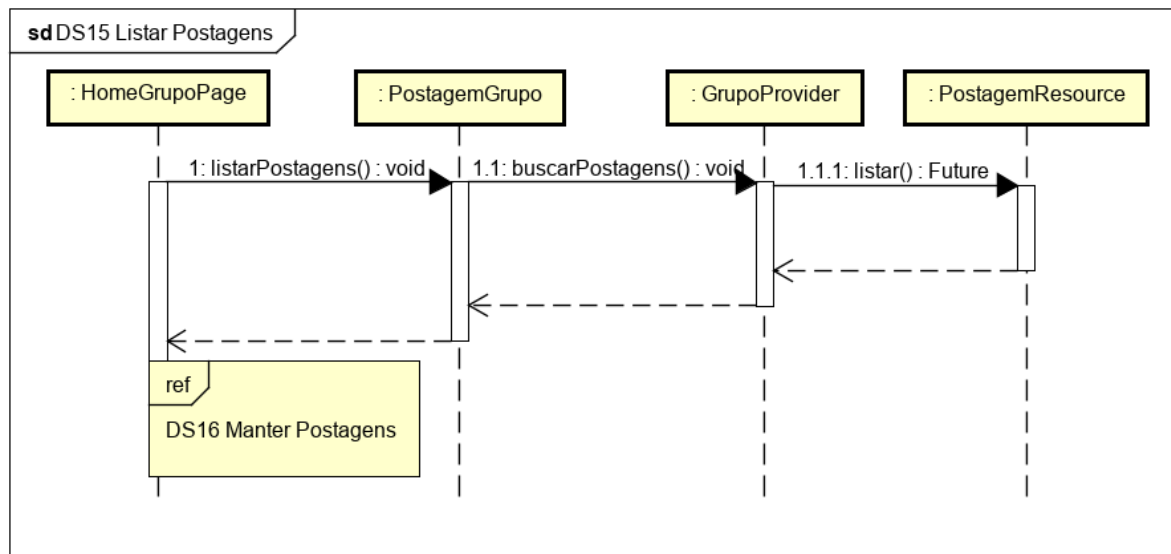 sd DS15 Listar Postagens
: HomeGrupoPage
: PostagemGrupo
: GrupoProvider
: PostagemResource
1: listarPostagens() : void
1.1: buscarPostagens() : void
1.1.1: listar() : Future
ref
DS16 Manter Postagens